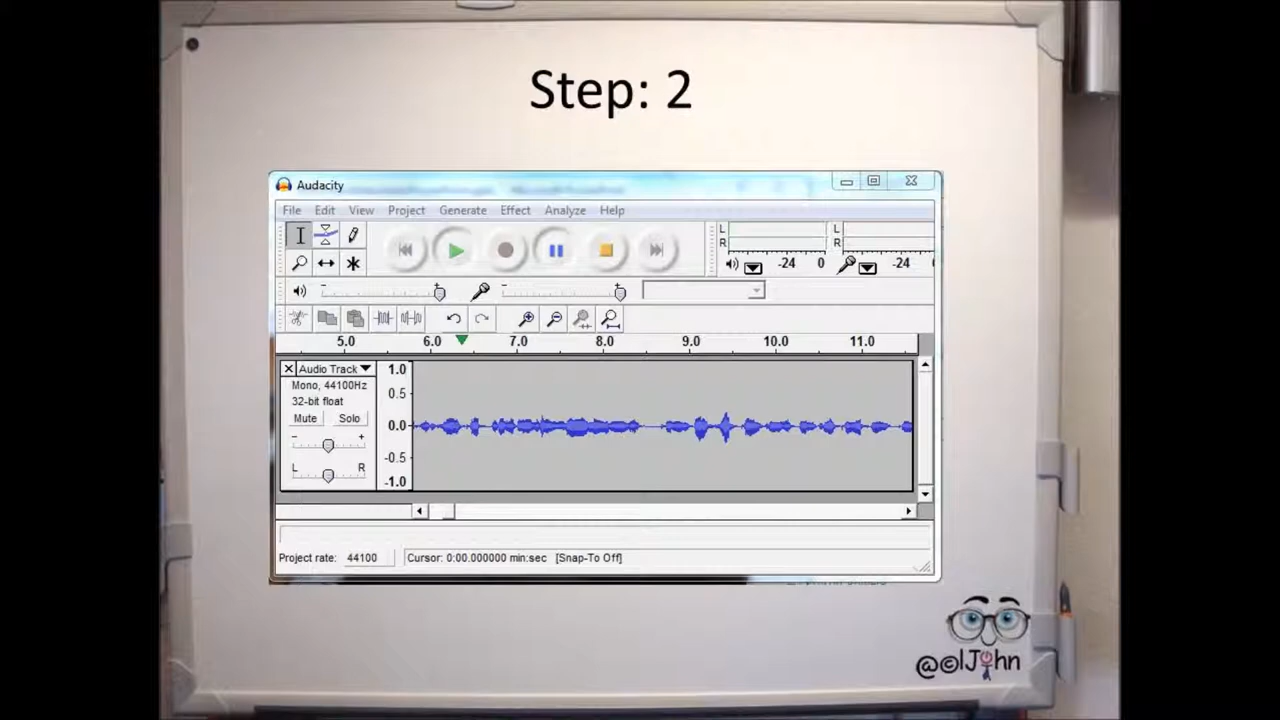 Step: 2
Audacity
File Edit View Project Generate Effect Analyze Help
L L
R R
-24 0 -24
5.0 6.0 7.0 8.0 9.0 10.0 11.0
Audio Track
Mono, 44100Hz
32-bit float
Mute Solo
- +
L R
1.0
0.5
0.0
-0.5
-1.0
Project rate: 44100 Cursor: 0:00.000000 min:sec [Snap-To Off]
@©lJohn